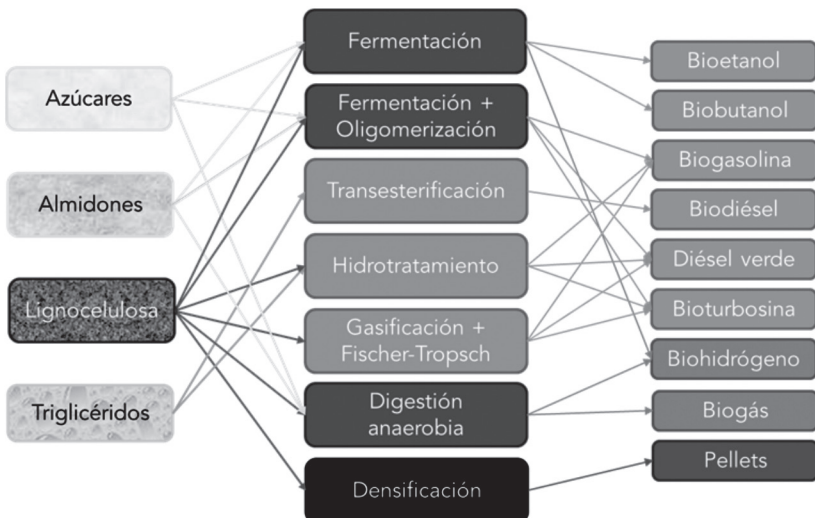 Azúcares
Almidones
Lignocelulosa
Triglicéridos
Fermentación
Fermentación +
Oligomerización
Transesterificación
Hidrotratamiento
Gasificación +
Fischer-Tropsch
Digestión
anaerobia
Densificación
Bioetanol
Biobutanol
Biogasolina
Biodiésel
Diésel verde
Bioturbosina
Biohidrógeno
Biogás
Pellets